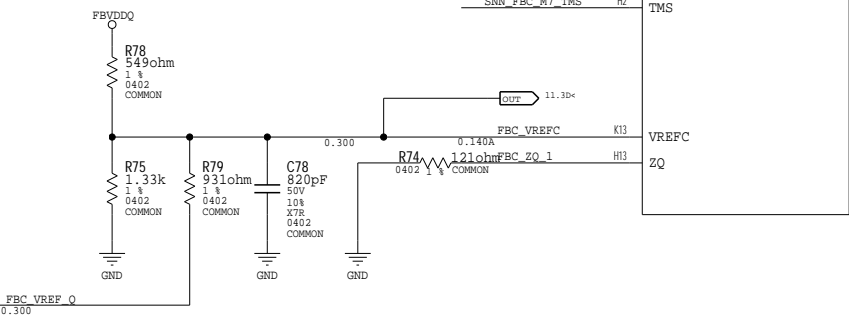 SNN_FBC_M7_TMS
H2
TMS
FBVDDQ
R78
549ohm
1 %
0402
COMMON
OUT
11.3D<
0.300
FBC_VREFC
0.140A
K13
VREFC
R75
1.33k
1 %
0402
COMMON
R79
931ohm
1 %
0402
COMMON
C78
820pF
50V
10%
X7R
0402
COMMON
R74
0402
1 %
121ohm
COMMON
FBC_ZQ_1
H13
ZQ
GND
GND
GND
FBC_VREF_Q
0.300